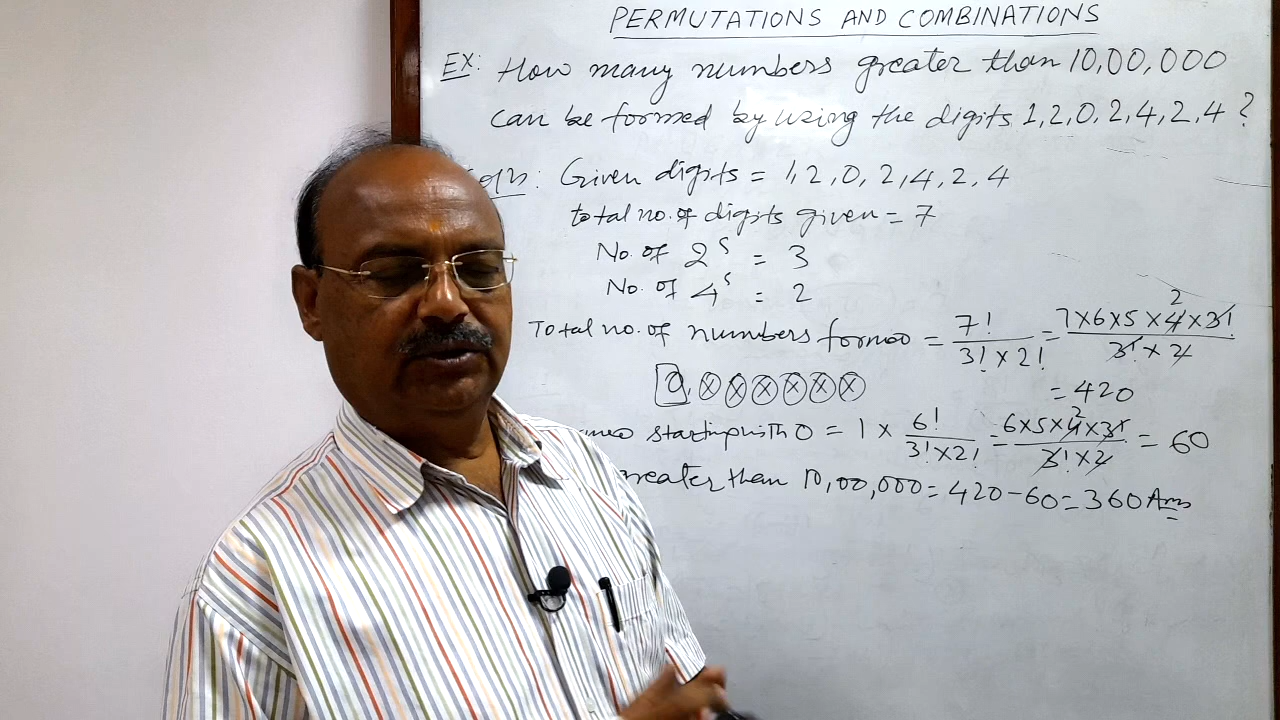 PERMUTATIONS AND COMBINATIONS
Ex: How many numbers greater than 10,00,000
can be formed by using the digits 1,2,0,2,4,2,4?
Given digits = 1,2,0,2,4,2,4
total no. of digits given = 7
No. of 2s = 3
No. of 4s = 2
Total no. of numbers formed = 7!/(3!×2!) = 7×6×5×4×3!/(3!×2) 2
0,⊗⊗⊗⊗⊗⊗ = 420
starting with 0 = 1 × 6!/(3!×2!) = 6×5×4×3!/(3!×2) 2 = 60
greater than 10,00,000 = 420-60=360 Ans